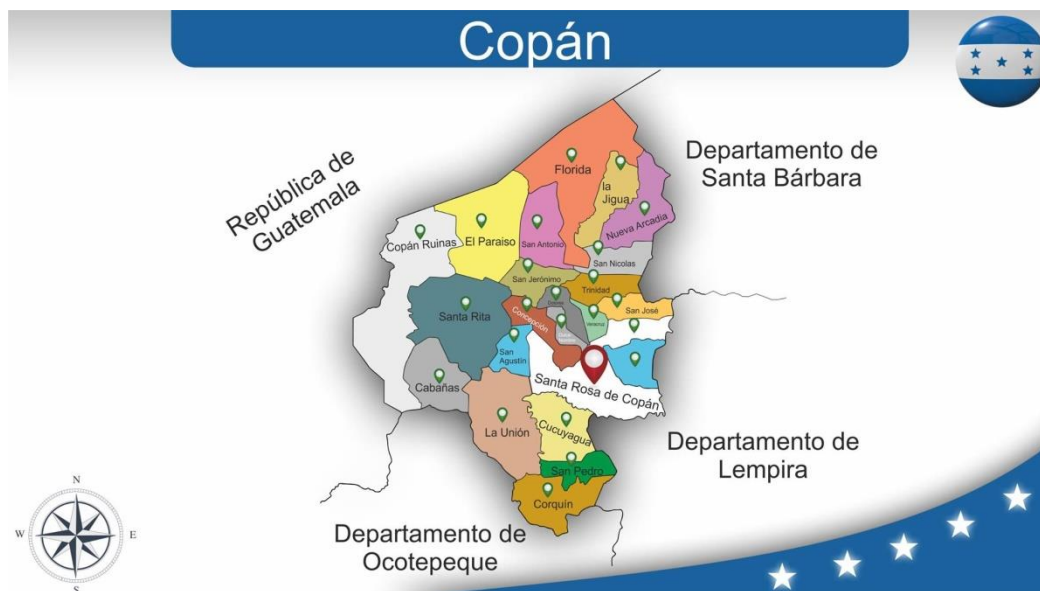 Copán
República de
Guatemala
Departamento de
Santa Bárbara
Florida
la
Jigua
Nueva Arcadia
Copán Ruinas
El Paraiso
San Antonio
San Nicolas
San Jerónimo
Trinidad
Santa Rita
Concepción
San José
San
Agustín
Cabañas
Santa Rosa de Copán
La Unión
Cucuyagua
San Pedro
Corquín
Departamento de
Lempira
Departamento de
Ocotepeque
N
W
E
S